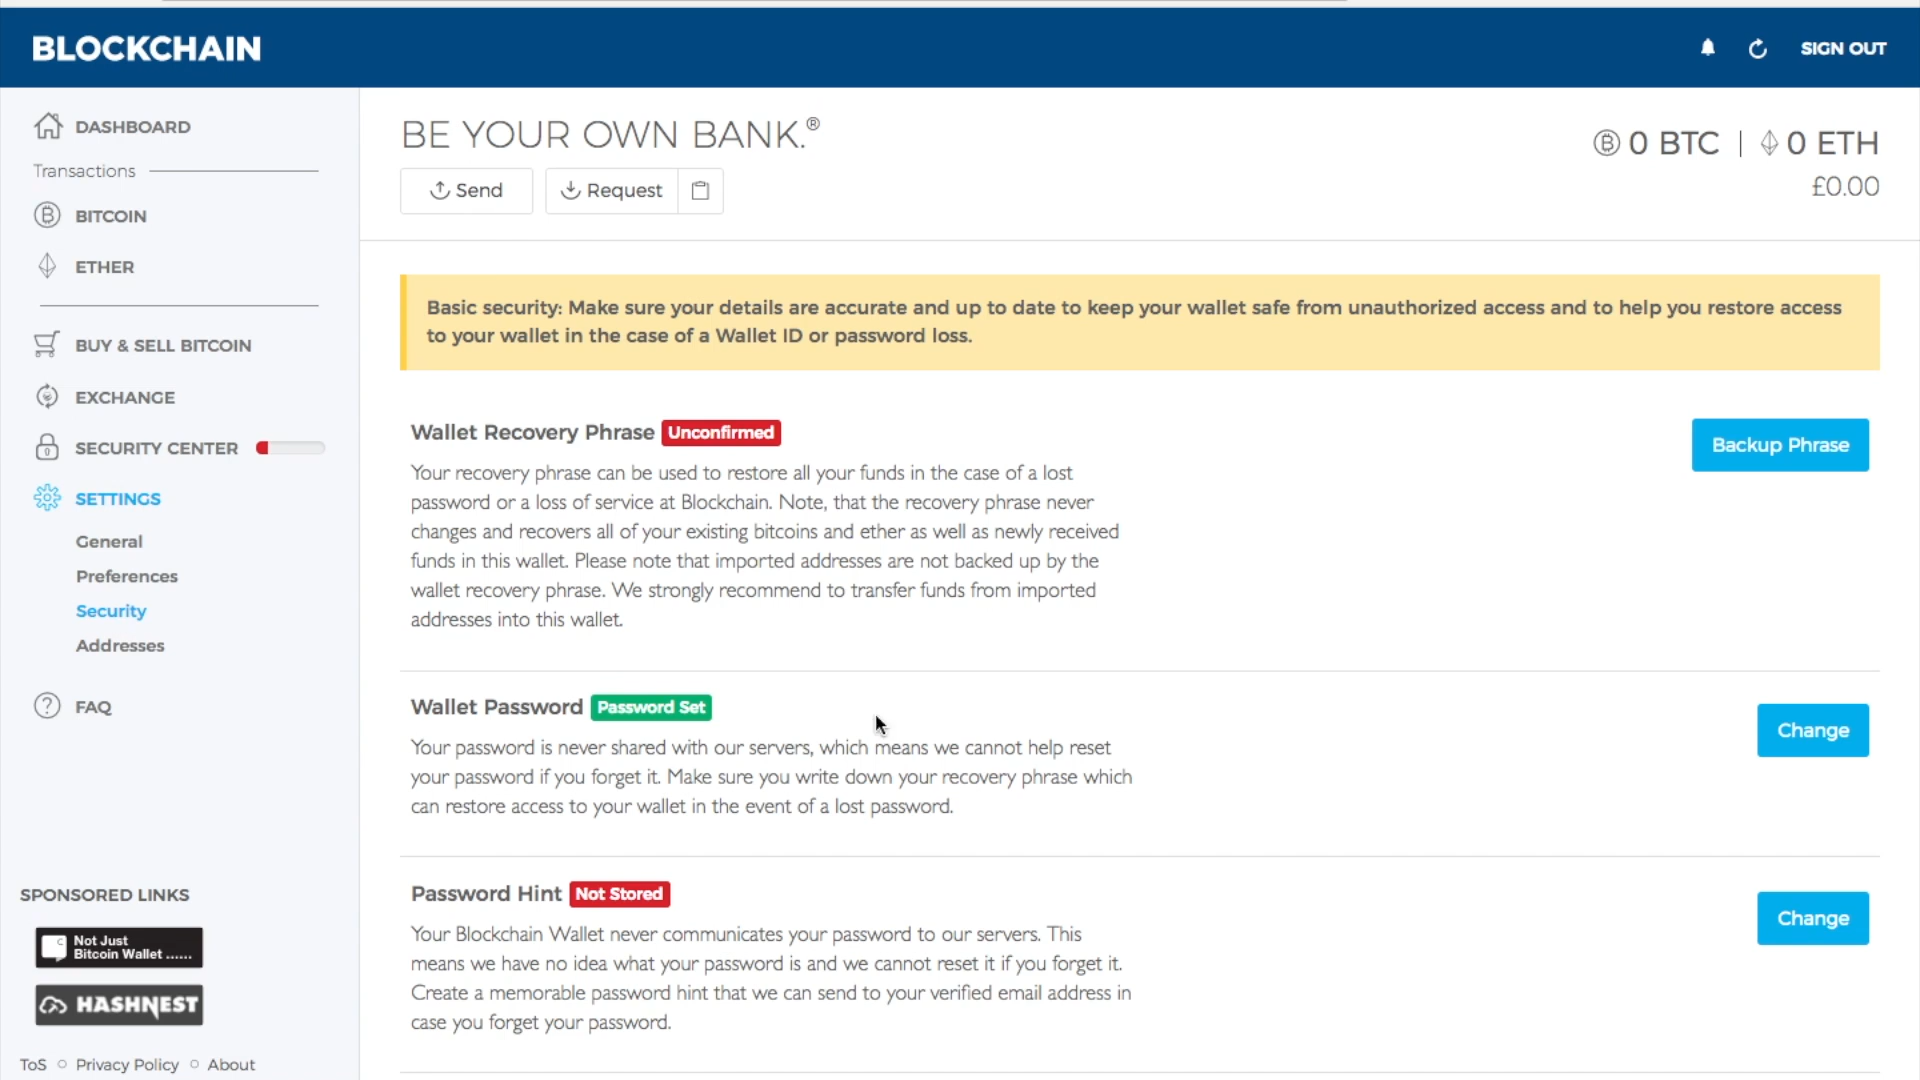 BLOCKCHAIN
SIGN OUT
DASHBOARD
Transactions
BITCOIN
ETHER
BUY & SELL BITCOIN
EXCHANGE
SECURITY CENTER
SETTINGS
General
Preferences
Security
Addresses
FAQ
SPONSORED LINKS
Not Just
Bitcoin Wallet ......
HASHNEST
ToS ○ Privacy Policy ○ About
BE YOUR OWN BANK.®
0 BTC | 0 ETH
£0.00
Send
Request
Basic security: Make sure your details are accurate and up to date to keep your wallet safe from unauthorized access and to help you restore access
to your wallet in the case of a Wallet ID or password loss.
Wallet Recovery Phrase Unconfirmed
Backup Phrase
Your recovery phrase can be used to restore all your funds in the case of a lost
password or a loss of service at Blockchain. Note, that the recovery phrase never
changes and recovers all of your existing bitcoins and ether as well as newly received
funds in this wallet. Please note that imported addresses are not backed up by the
wallet recovery phrase. We strongly recommend to transfer funds from imported
addresses into this wallet.
Wallet Password Password Set
Change
Your password is never shared with our servers, which means we cannot help reset
your password if you forget it. Make sure you write down your recovery phrase which
can restore access to your wallet in the event of a lost password.
Password Hint Not Stored
Change
Your Blockchain Wallet never communicates your password to our servers. This
means we have no idea what your password is and we cannot reset it if you forget it.
Create a memorable password hint that we can send to your verified email address in
case you forget your password.